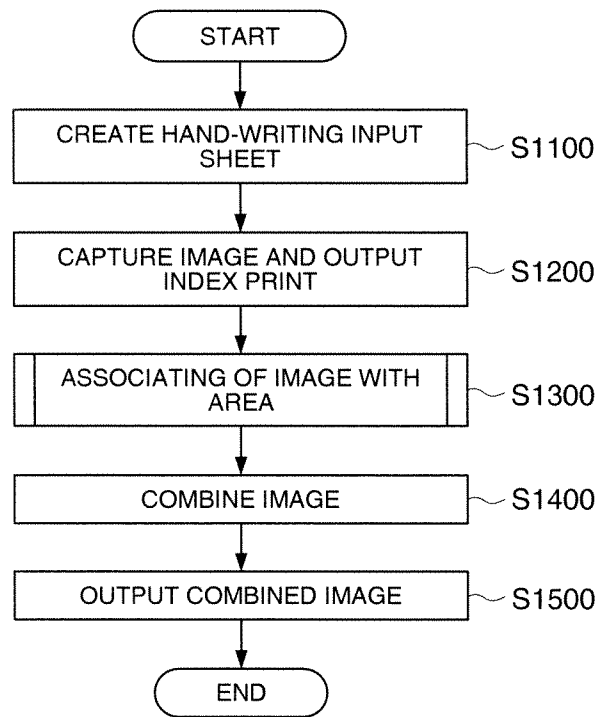 START
CREATE HAND-WRITING INPUT
SHEET
S1100
CAPTURE IMAGE AND OUTPUT
INDEX PRINT
S1200
ASSOCIATING OF IMAGE WITH
AREA
S1300
COMBINE IMAGE
S1400
OUTPUT COMBINED IMAGE
S1500
END